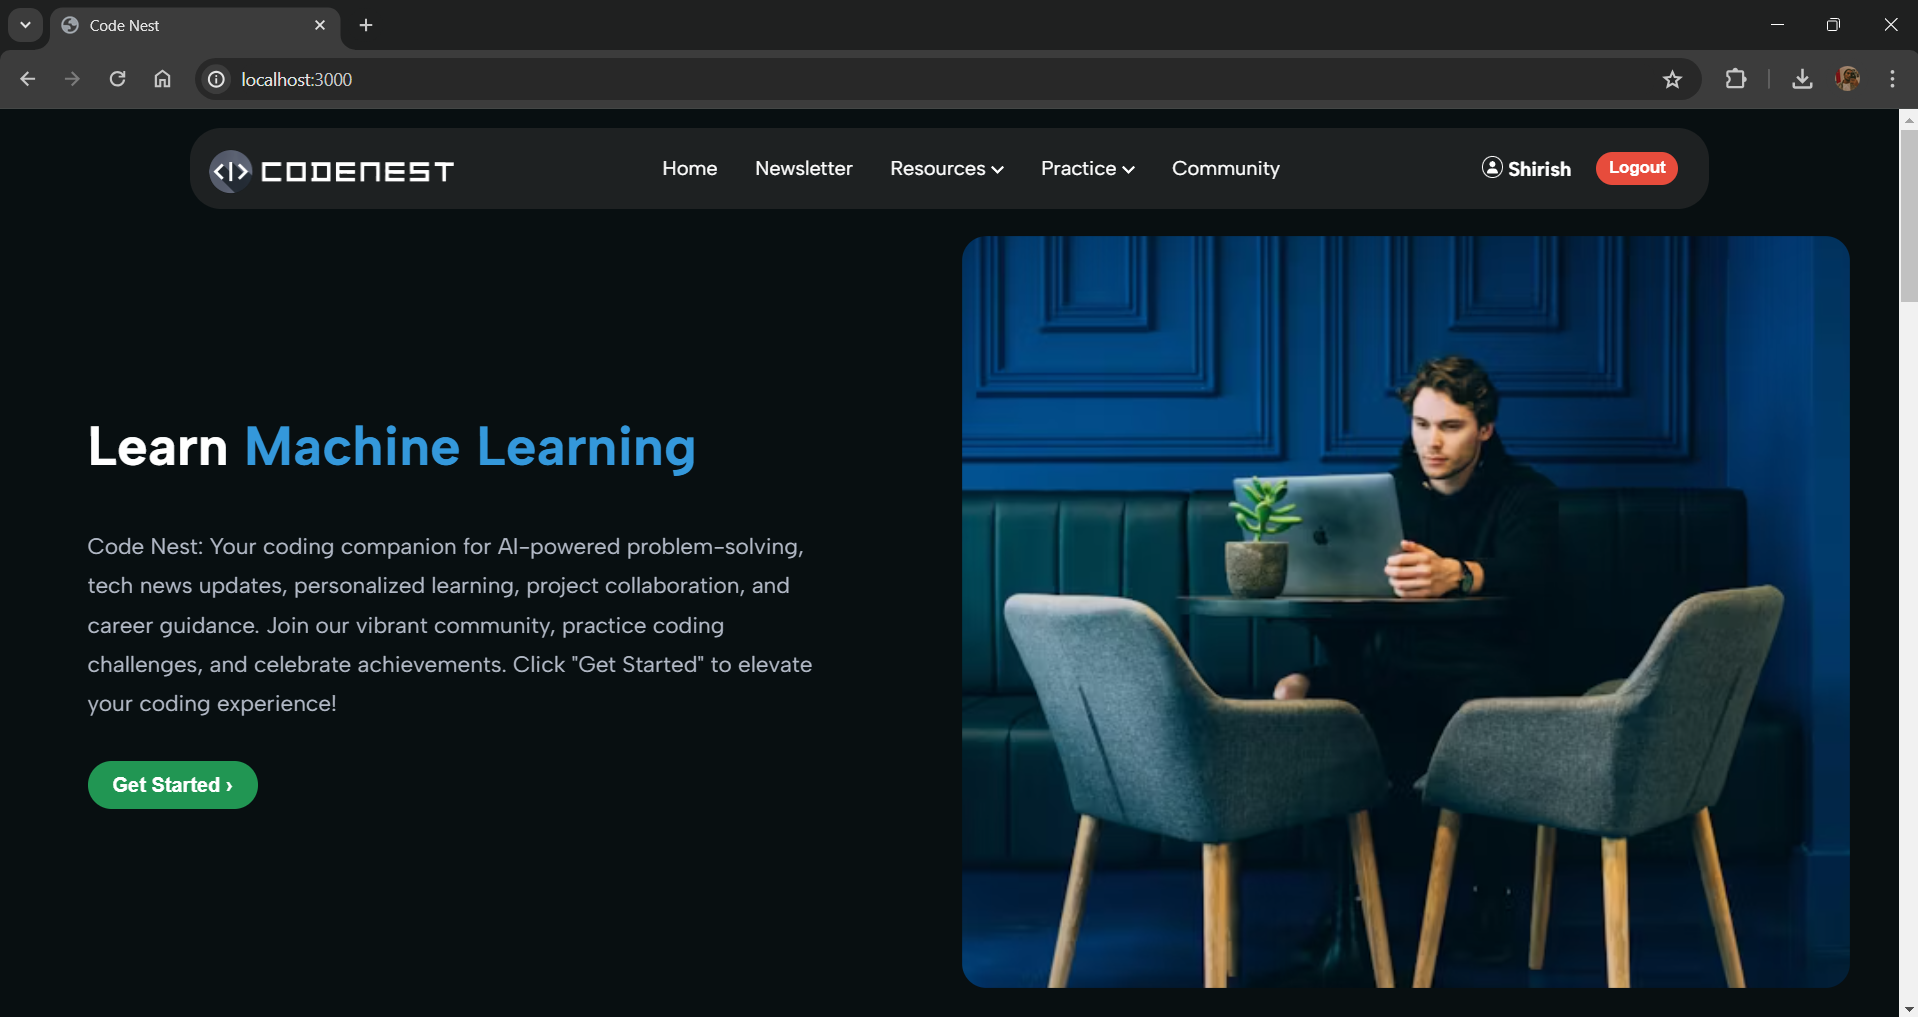 Code Nest
localhost:3000
CODENEST
Home Newsletter Resources Practice Community
Shirish
Logout
Learn Machine Learning
Code Nest: Your coding companion for AI-powered problem-solving,
tech news updates, personalized learning, project collaboration, and
career guidance. Join our vibrant community, practice coding
challenges, and celebrate achievements. Click "Get Started" to elevate
your coding experience!
Get Started ›